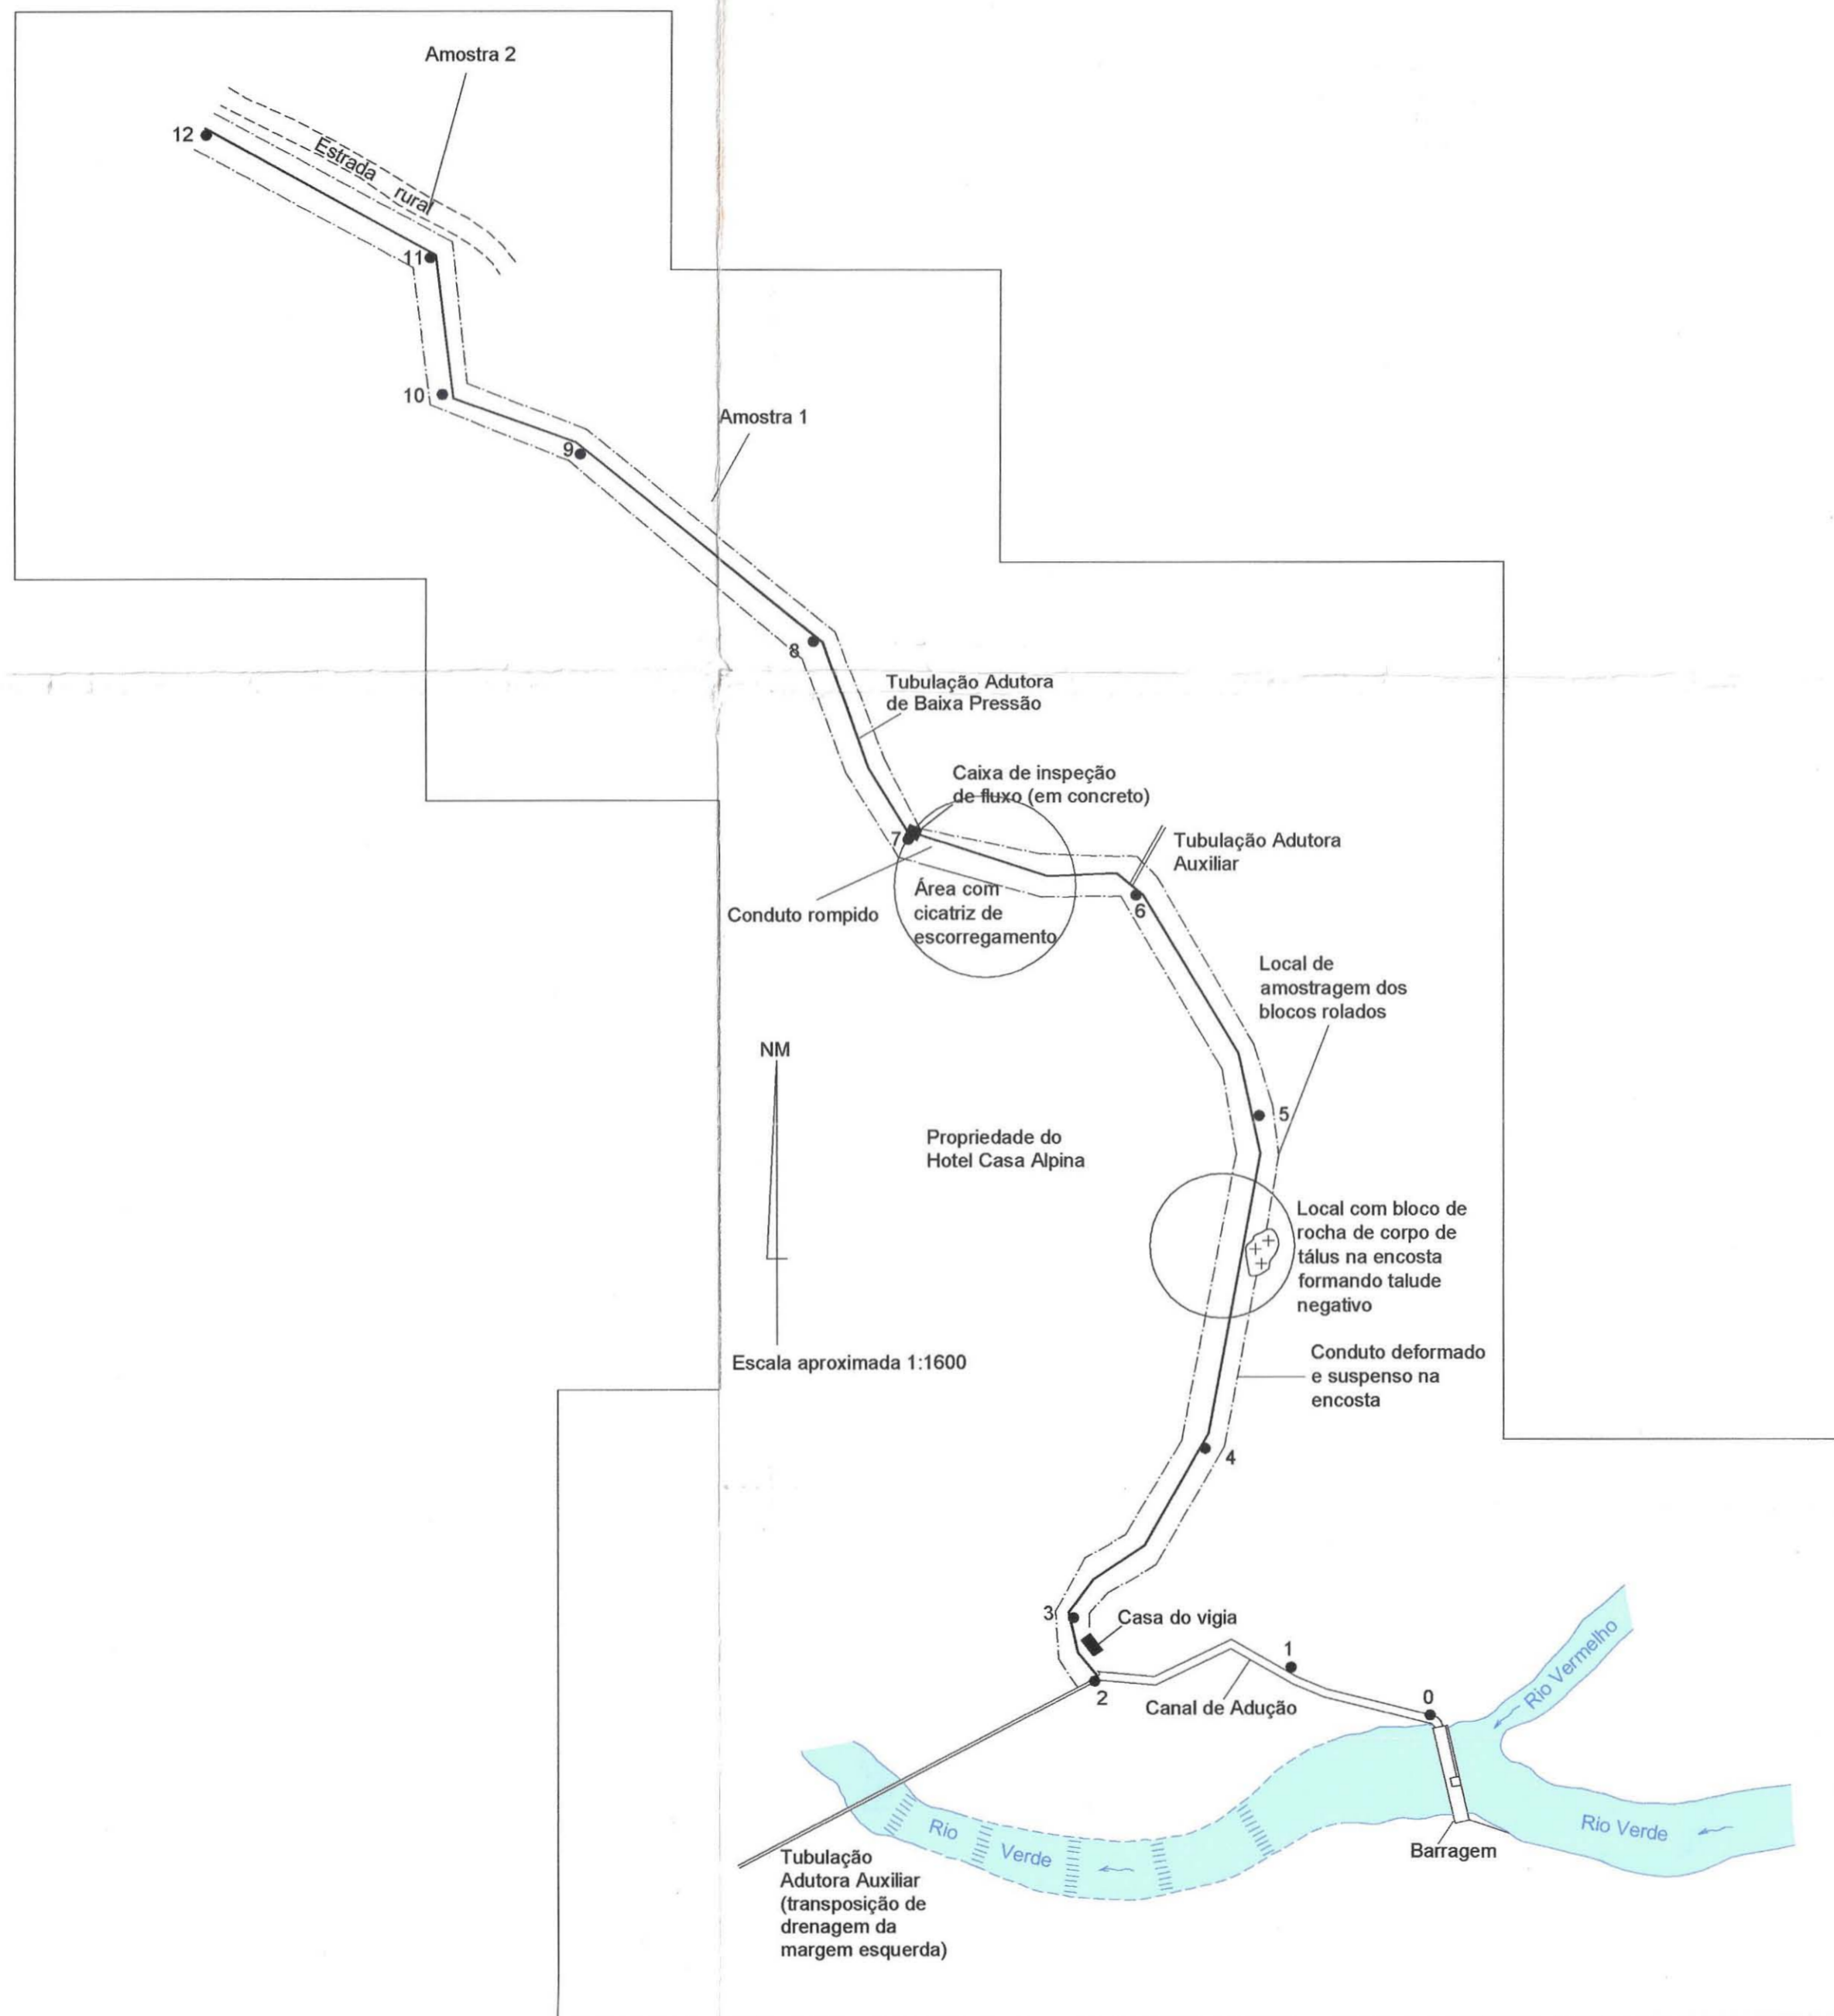 Amostra 2
12
Estrada
rural
11
10
Amostra 1
9
8
Tubulação Adutora
de Baixa Pressão
Caixa de inspeção
de fluxo (em concreto)
7
Tubulação Adutora
Auxiliar
Área com
cicatriz de
escorregamento
Conduto rompido
6
Local de
amostragem dos
blocos rolados
NM
5
Propriedade do
Hotel Casa Alpina
Local com bloco de
rocha de corpo de
tálus na encosta
formando talude
negativo
Escala aproximada 1:1600
Conduto deformado
e suspenso na
encosta
4
3
Casa do vigia
1
Rio Vermelho
2
Canal de Adução
0
Rio
Verde
Rio Verde
Barragem
Tubulação
Adutora Auxiliar
(transposição de
drenagem da
margem esquerda)